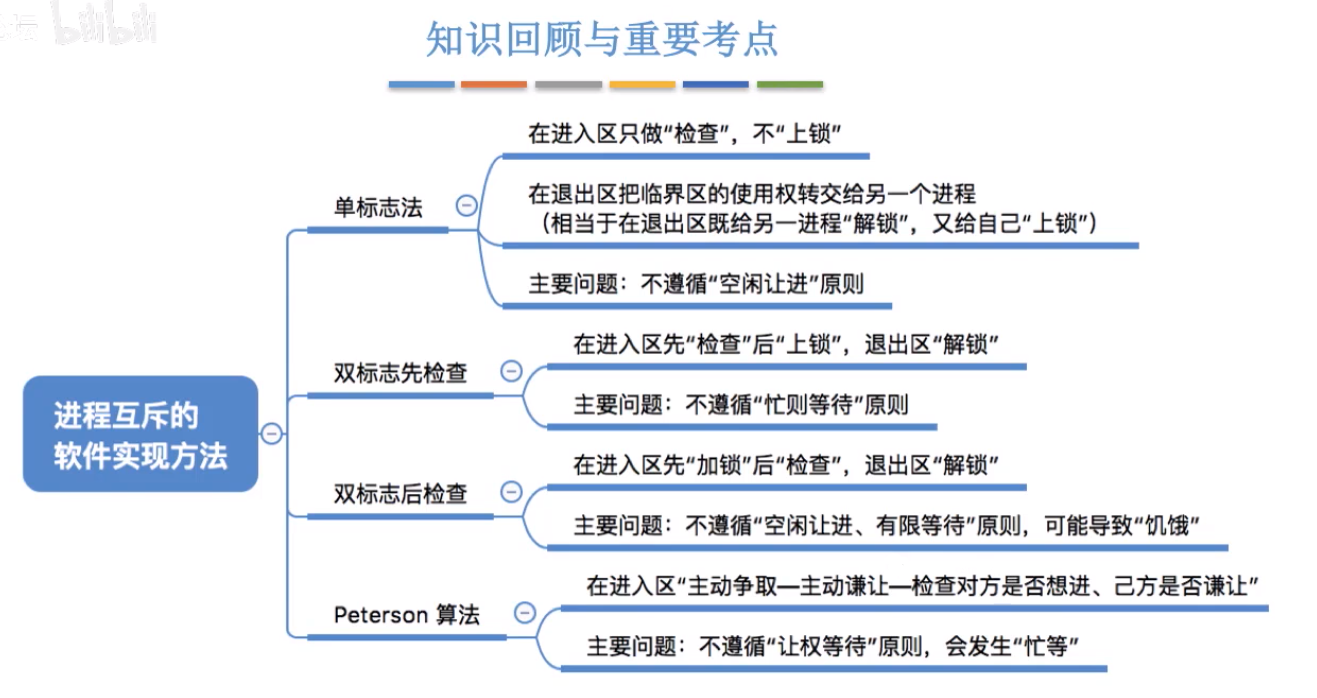 坛 bilibili
知识回顾与重要考点
在进入区只做“检查”，不“上锁”
单标志法
在退出区把临界区的使用权转交给另一个进程
（相当于在退出区既给另一进程“解锁”，又给自己“上锁”）
主要问题：不遵循“空闲让进”原则
在进入区先“检查”后“上锁”，退出区“解锁”
双标志先检查
主要问题：不遵循“忙则等待”原则
进程互斥的
软件实现方法
在进入区先“加锁”后“检查”，退出区“解锁”
双标志后检查
主要问题：不遵循“空闲让进、有限等待”原则，可能导致“饥饿”
在进入区“主动争取—主动谦让—检查对方是否想进、己方是否谦让”
Peterson 算法
主要问题：不遵循“让权等待”原则，会发生“忙等”